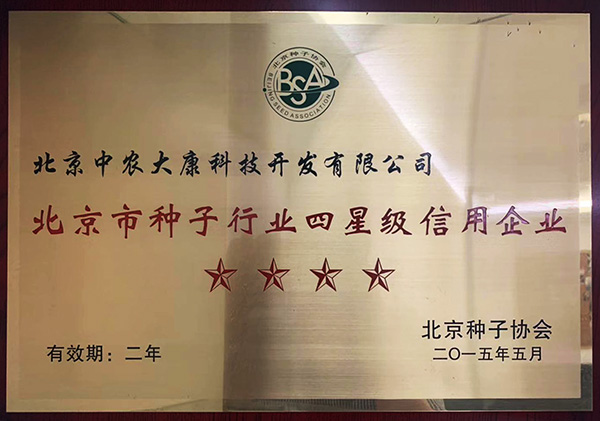 北京种子协会
BSA
BEIJING SEED ASSOCIATION
北京中农大康科技开发有限公司
北京市种子行业四星级信用企业
北京种子协会
有效期：二年
二〇一五年五月